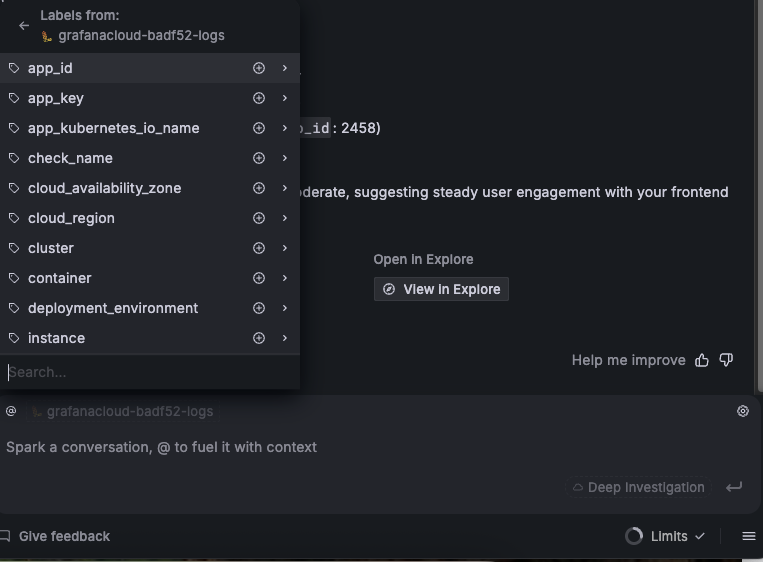 Labels from:
grafanacloud-badf52-logs
app_id
app_key
app_kubernetes_io_name
check_name
cloud_availability_zone
cloud_region
cluster
container
deployment_environment
instance
Search...
_id: 2458)
derate, suggesting steady user engagement with your frontend
Open in Explore
View in Explore
Help me improve
@ grafanacloud-badf52-logs
Spark a conversation, @ to fuel it with context
Deep Investigation
Give feedback
Limits